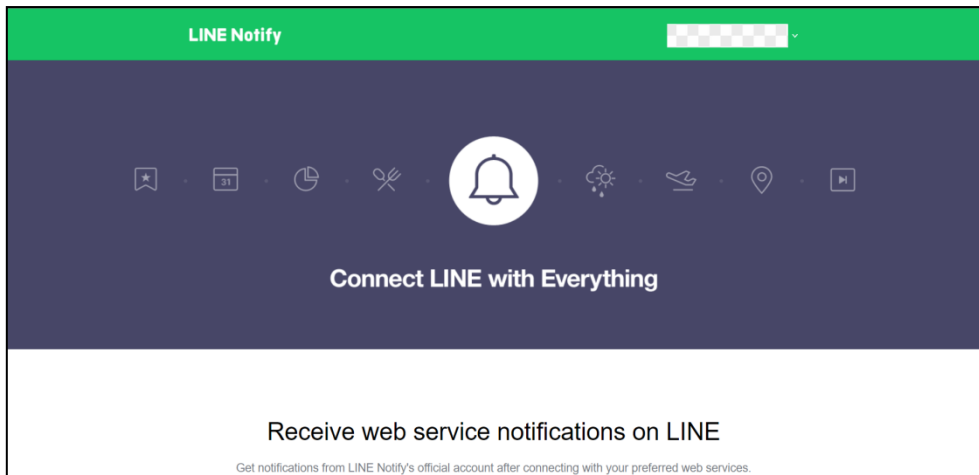 LINE Notify
31
Connect LINE with Everything
Receive web service notifications on LINE
Get notifications from LINE Notify's official account after connecting with your preferred web services.